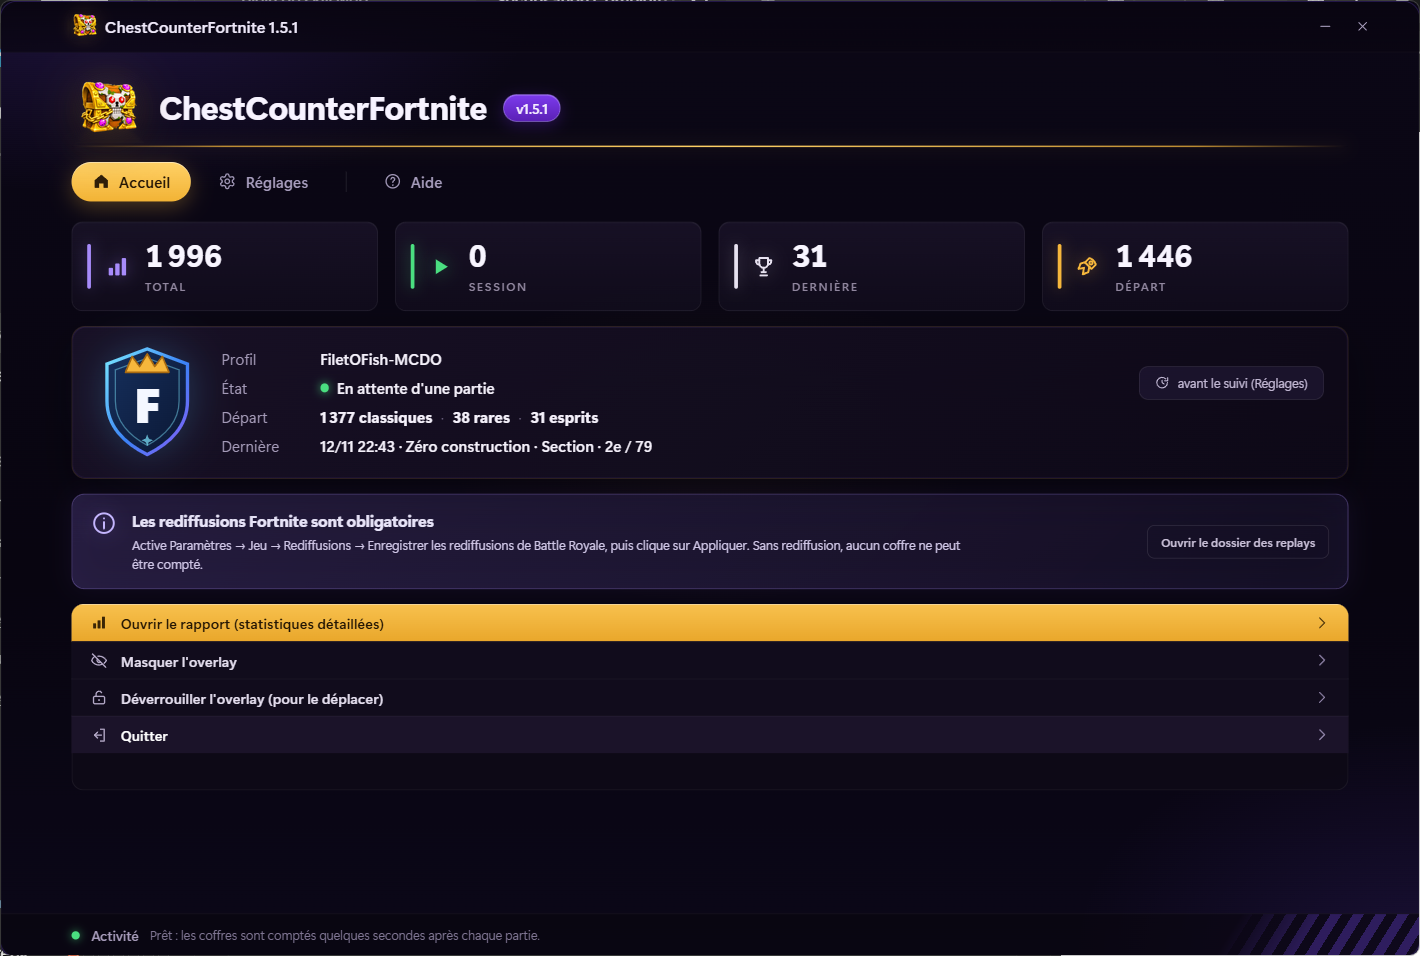 ChestCounterFortnite 1.5.1
ChestCounterFortnite v1.5.1
Accueil Réglages Aide
1 996
TOTAL
0
SESSION
31
DERNIÈRE
1 446
DÉPART
F
Profil FiletOFish-MCDO
État En attente d'une partie
Départ 1 377 classiques · 38 rares · 31 esprits
Dernière 12/11 22:43 · Zéro construction · Section · 2e / 79
avant le suivi (Réglages)
Les rediffusions Fortnite sont obligatoires
Active Paramètres → Jeu → Rediffusions → Enregistrer les rediffusions de Battle Royale, puis clique sur Appliquer. Sans rediffusion, aucun coffre ne peut
être compté.
Ouvrir le dossier des replays
Ouvrir le rapport (statistiques détaillées)
Masquer l'overlay
Déverrouiller l'overlay (pour le déplacer)
Quitter
Activité Prêt : les coffres sont comptés quelques secondes après chaque partie.